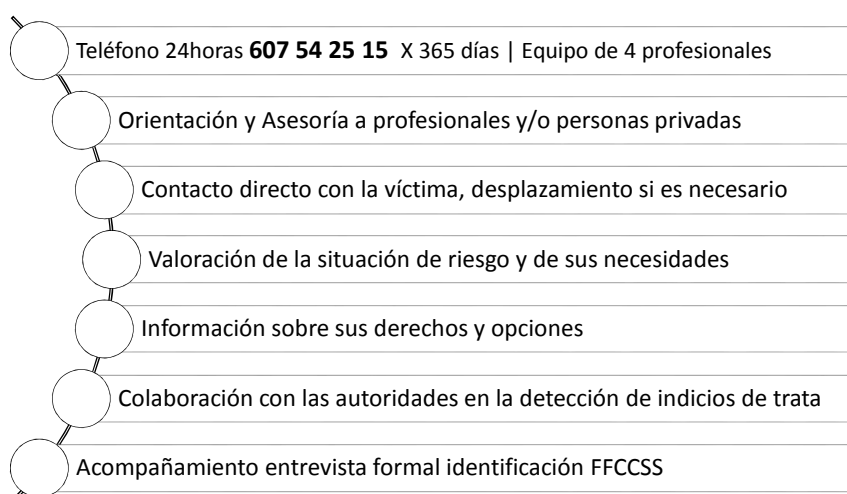 Teléfono 24horas 607 54 25 15 X 365 días | Equipo de 4 profesionales
Orientación y Asesoría a profesionales y/o personas privadas
Contacto directo con la víctima, desplazamiento si es necesario
Valoración de la situación de riesgo y de sus necesidades
Información sobre sus derechos y opciones
Colaboración con las autoridades en la detección de indicios de trata
Acompañamiento entrevista formal identificación FFCCSS